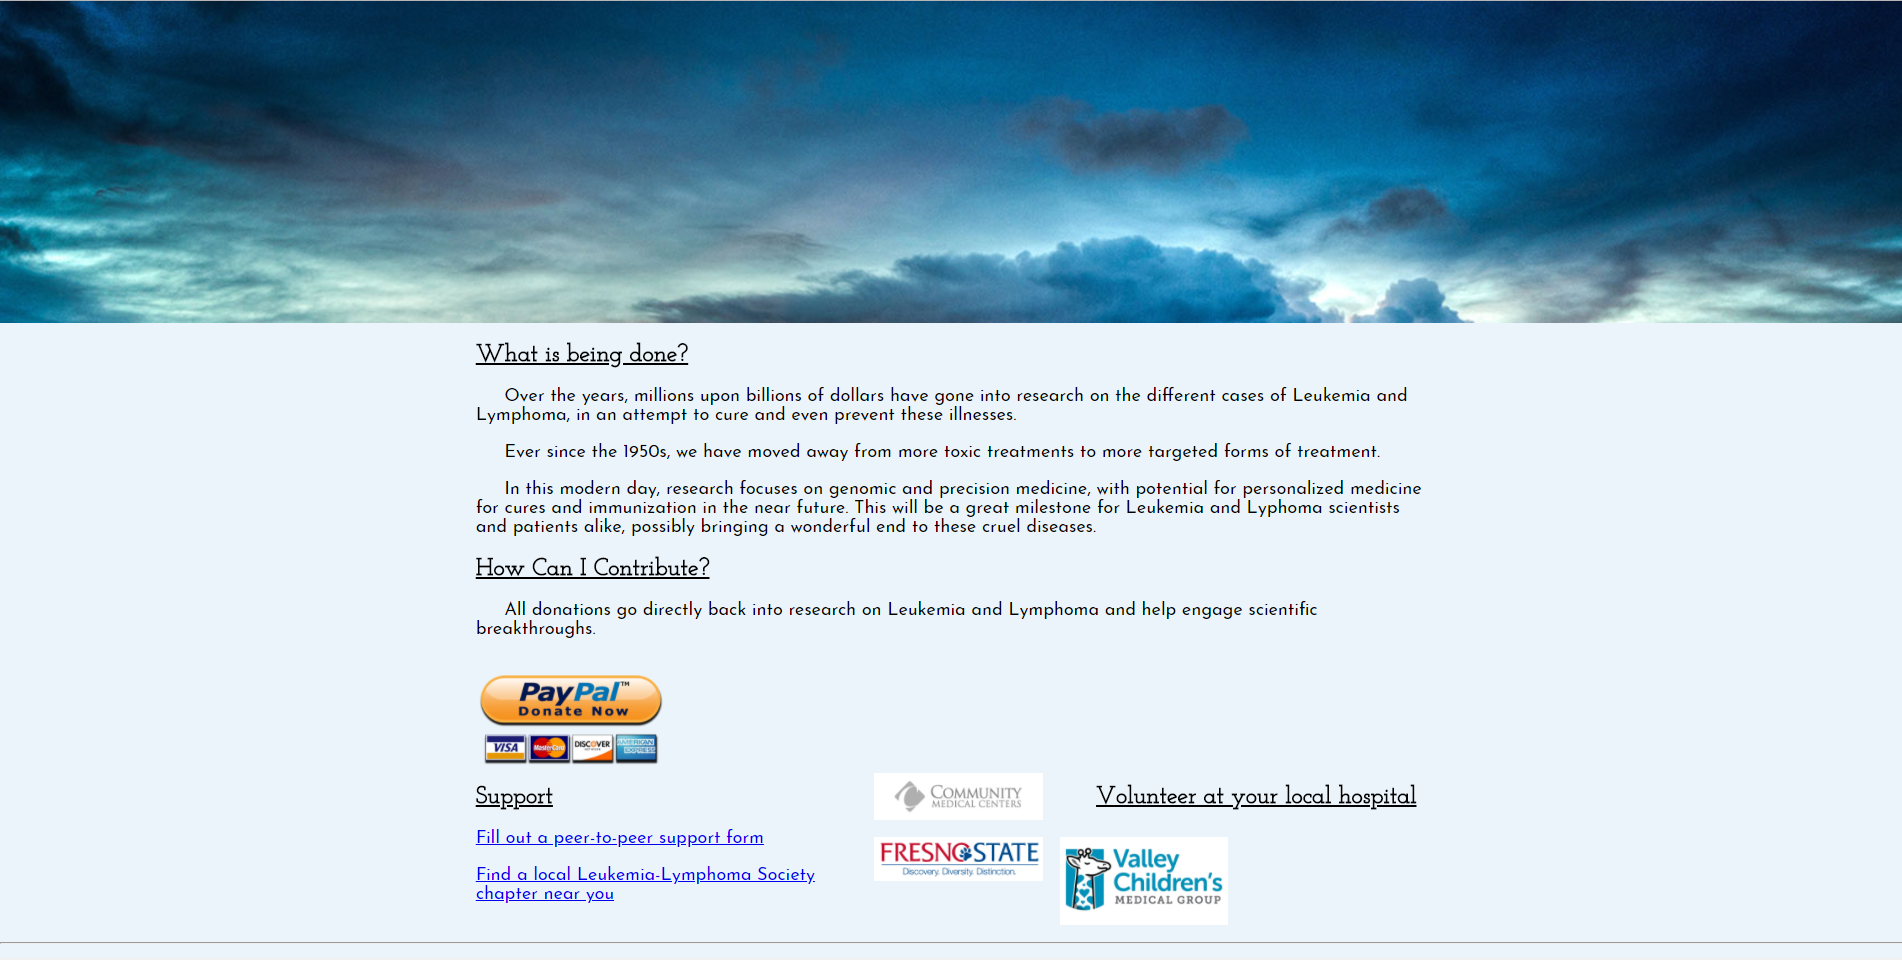 What is being done?
Over the years, millions upon billions of dollars have gone into research on the different cases of Leukemia and
Lymphoma, in an attempt to cure and even prevent these illnesses.
Ever since the 1950s, we have moved away from more toxic treatments to more targeted forms of treatment.
In this modern day, research focuses on genomic and precision medicine, with potential for personalized medicine
for cures and immunization in the near future. This will be a great milestone for Leukemia and Lyphoma scientists
and patients alike, possibly bringing a wonderful end to these cruel diseases.
How Can I Contribute?
All donations go directly back into research on Leukemia and Lymphoma and help engage scientific
breakthroughs.
PayPal™
Donate Now
VISA MasterCard DISCOVER NETWORK AMERICAN EXPRESS
Support
Fill out a peer-to-peer support form
Find a local Leukemia-Lymphoma Society
chapter near you
COMMUNITY
MEDICAL CENTERS
Volunteer at your local hospital
FRESNO STATE
Discovery. Diversity. Distinction.
Valley
Children's
MEDICAL GROUP